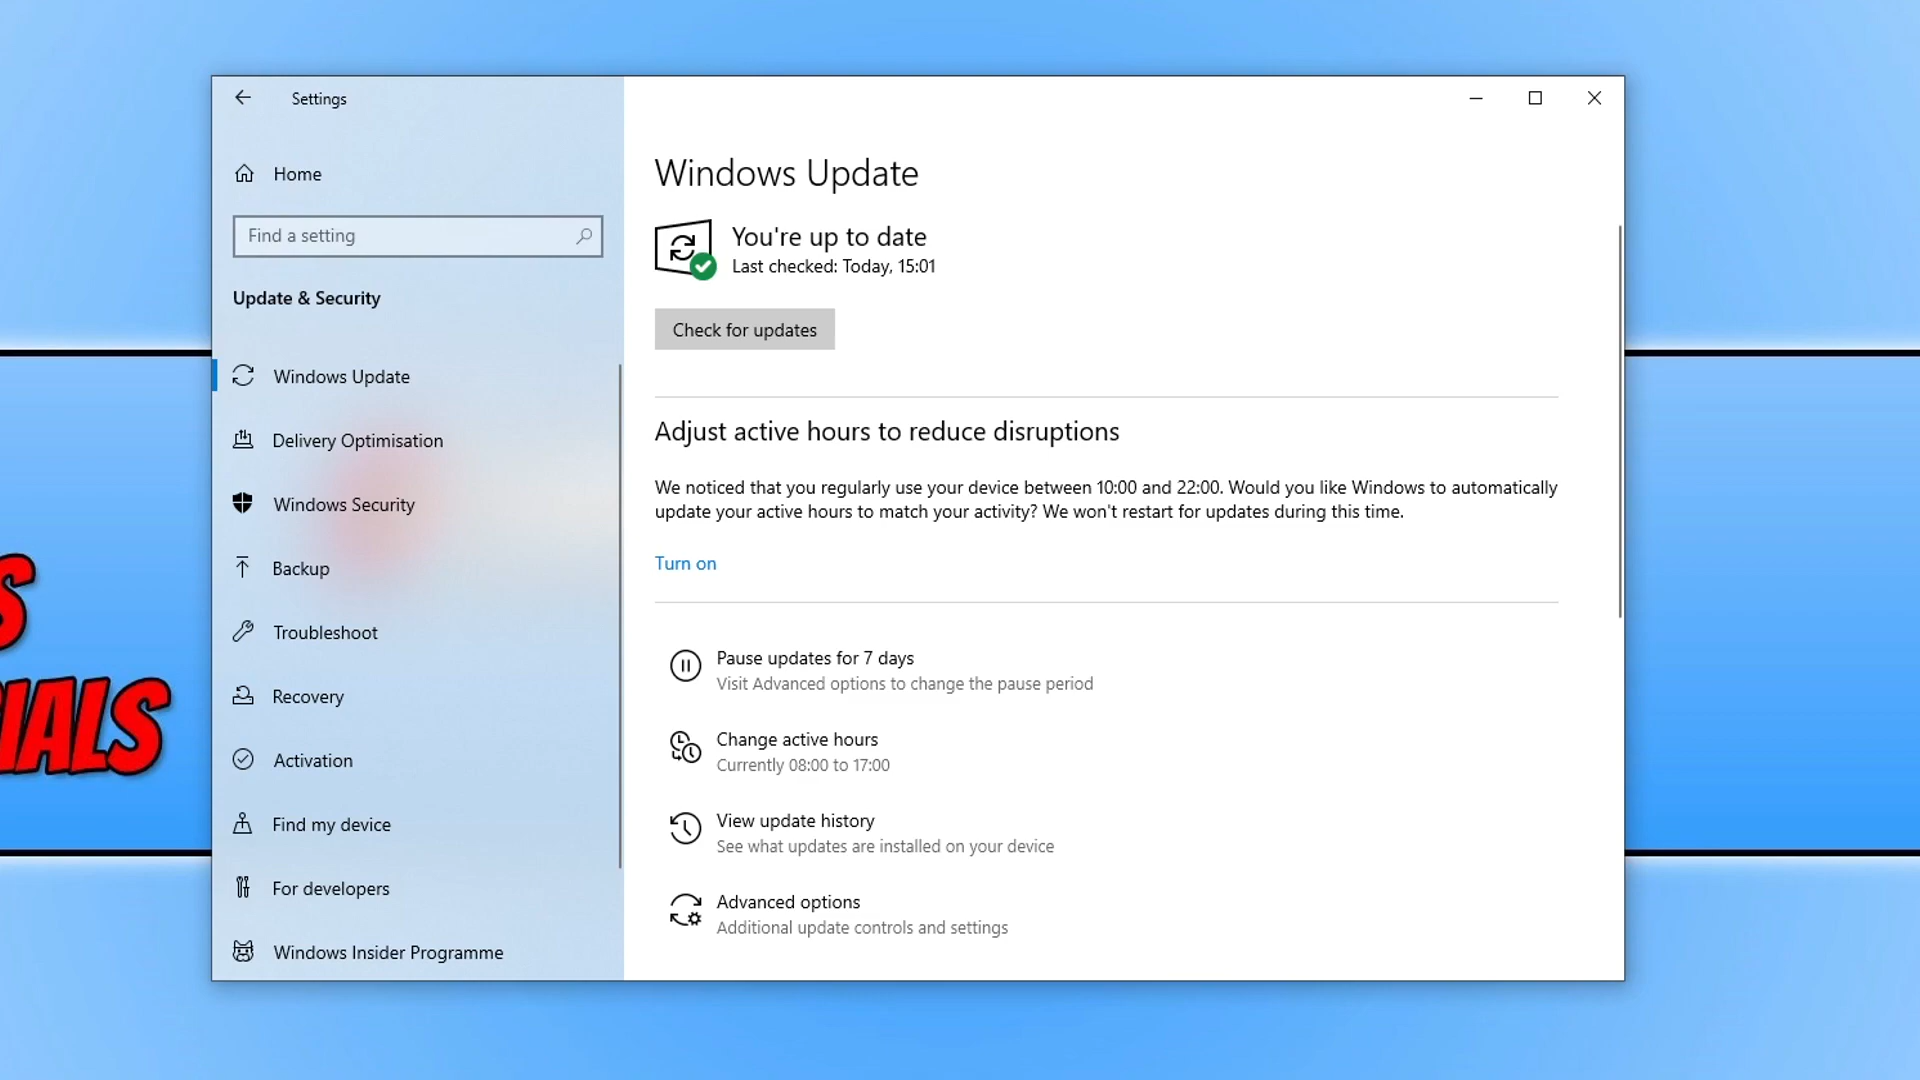 Settings
Home
Find a setting
Update & Security
Windows Update
Delivery Optimisation
Windows Security
Backup
Troubleshoot
Recovery
Activation
Find my device
For developers
Windows Insider Programme
Windows Update
You're up to date
Last checked: Today, 15:01
Check for updates
Adjust active hours to reduce disruptions
We noticed that you regularly use your device between 10:00 and 22:00. Would you like Windows to automatically
update your active hours to match your activity? We won't restart for updates during this time.
Turn on
Pause updates for 7 days
Visit Advanced options to change the pause period
Change active hours
Currently 08:00 to 17:00
View update history
See what updates are installed on your device
Advanced options
Additional update controls and settings